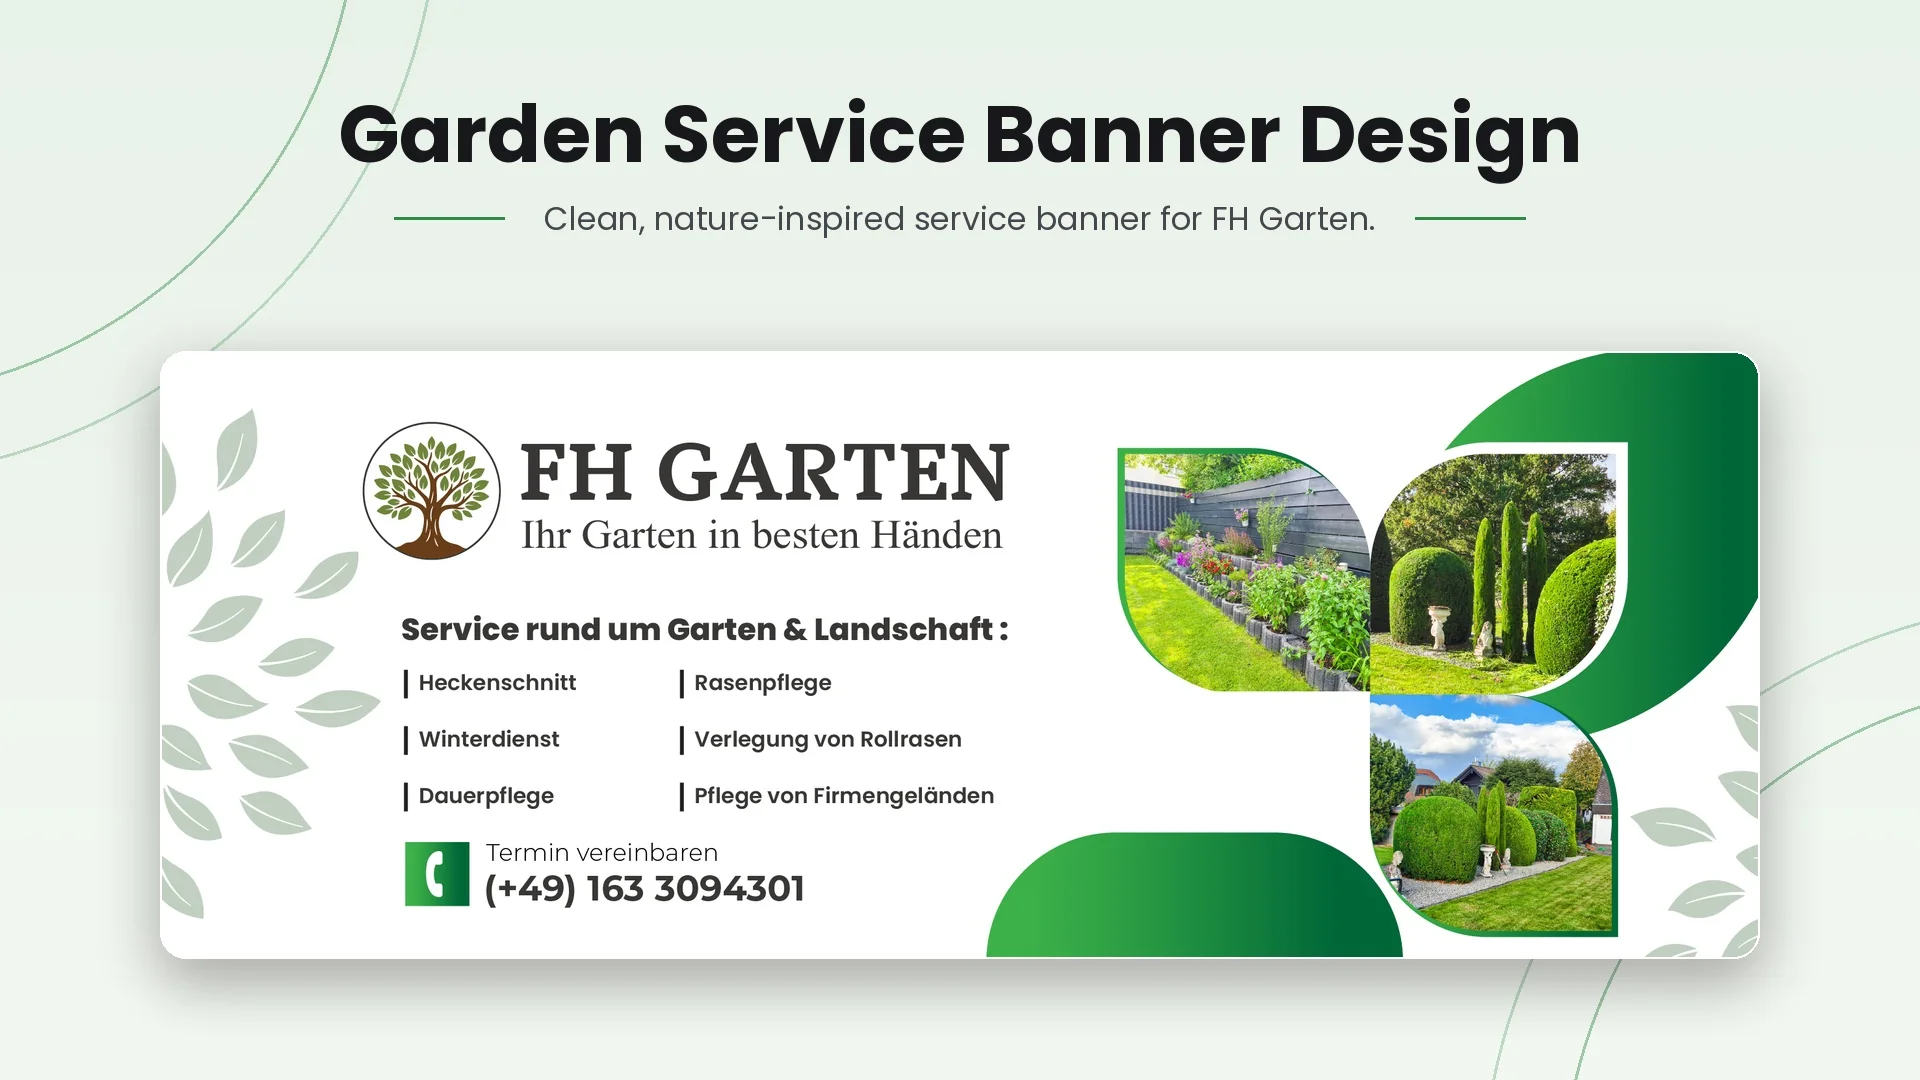 Garden Service Banner Design
Clean, nature-inspired service banner for FH Garten.
FH GARTEN
Ihr Garten in besten Händen
Service rund um Garten & Landschaft :
Heckenschnitt
Rasenpflege
Winterdienst
Verlegung von Rollrasen
Dauerpflege
Pflege von Firmengeländen
Termin vereinbaren
(+49) 163 3094301